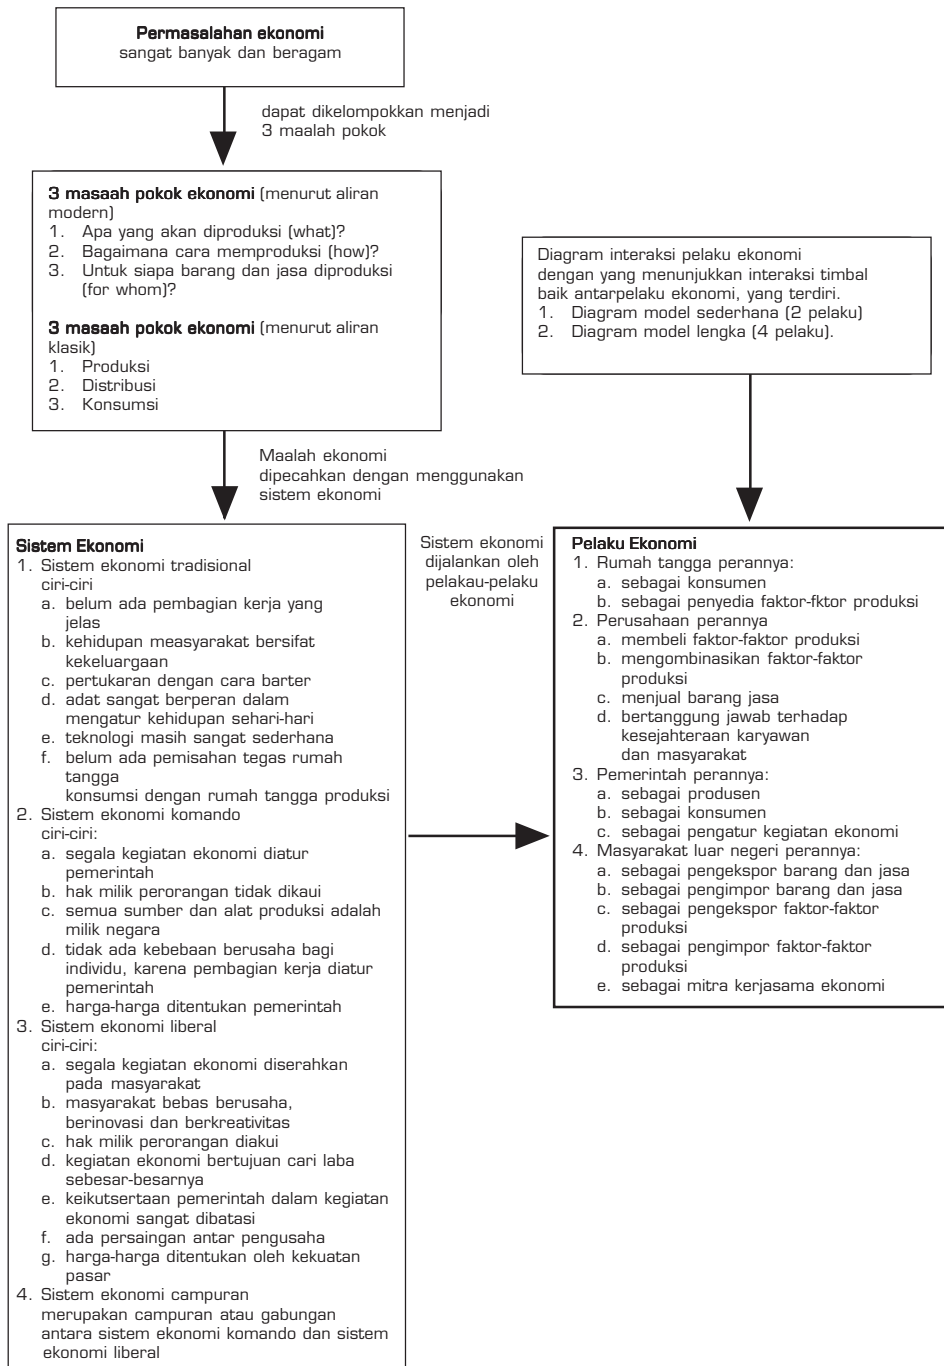 Permasalahan ekonomi
sangat banyak dan beragam
dapat dikelompokkan menjadi
3 maalah pokok
3 masaah pokok ekonomi (menurut aliran
modern)
1. Apa yang akan diproduksi (what)?
2. Bagaimana cara memproduksi (how)?
3. Untuk siapa barang dan jasa diproduksi
(for whom)?
3 masaah pokok ekonomi (menurut aliran
klasik)
1. Produksi
2. Distribusi
3. Konsumsi
Diagram interaksi pelaku ekonomi
dengan yang menunjukkan interaksi timbal
baik antarpelaku ekonomi, yang terdiri.
1. Diagram model sederhana (2 pelaku)
2. Diagram model lengka (4 pelaku).
Maalah ekonomi
dipecahkan dengan menggunakan
sistem ekonomi
Sistem Ekonomi
1. Sistem ekonomi tradisional
ciri-ciri
a. belum ada pembagian kerja yang
jelas
b. kehidupan measyarakat bersifat
kekeluargaan
c. pertukaran dengan cara barter
d. adat sangat berperan dalam
mengatur kehidupan sehari-hari
e. teknologi masih sangat sederhana
f. belum ada pemisahan tegas rumah
tangga
konsumsi dengan rumah tangga produksi
2. Sistem ekonomi komando
ciri-ciri:
a. segala kegiatan ekonomi diatur
pemerintah
b. hak milik perorangan tidak dikaui
c. semua sumber dan alat produksi adalah
milik negara
d. tidak ada kebebaan berusaha bagi
individu, karena pembagian kerja diatur
pemerintah
e. harga-harga ditentukan pemerintah
3. Sistem ekonomi liberal
ciri-ciri:
a. segala kegiatan ekonomi diserahkan
pada masyarakat
b. masyarakat bebas berusaha,
berinovasi dan berkreativitas
c. hak milik perorangan diakui
d. kegiatan ekonomi bertujuan cari laba
sebesar-besarnya
e. keikutsertaan pemerintah dalam kegiatan
ekonomi sangat dibatasi
f. ada persaingan antar pengusaha
g. harga-harga ditentukan oleh kekuatan
pasar
4. Sistem ekonomi campuran
merupakan campuran atau gabungan
antara sistem ekonomi komando dan sistem
ekonomi liberal
Sistem ekonomi
dijalankan oleh
pelakau-pelaku
ekonomi
Pelaku Ekonomi
1. Rumah tangga perannya:
a. sebagai konsumen
b. sebagai penyedia faktor-fktor produksi
2. Perusahaan perannya
a. membeli faktor-faktor produksi
b. mengombinasikan faktor-faktor
produksi
c. menjual barang jasa
d. bertanggung jawab terhadap
kesejahteraan karyawan
dan masyarakat
3. Pemerintah perannya:
a. sebagai produsen
b. sebagai konsumen
c. sebagai pengatur kegiatan ekonomi
4. Masyarakat luar negeri perannya:
a. sebagai pengekspor barang dan jasa
b. sebagai pengimpor barang dan jasa
c. sebagai pengekspor faktor-faktor
produksi
d. sebagai pengimpor faktor-faktor
produksi
e. sebagai mitra kerjasama ekonomi